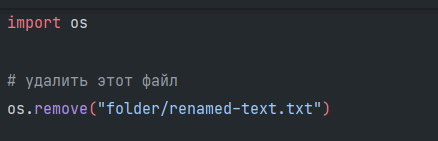 import os
# удалить этот файл
os.remove("folder/renamed-text.txt")